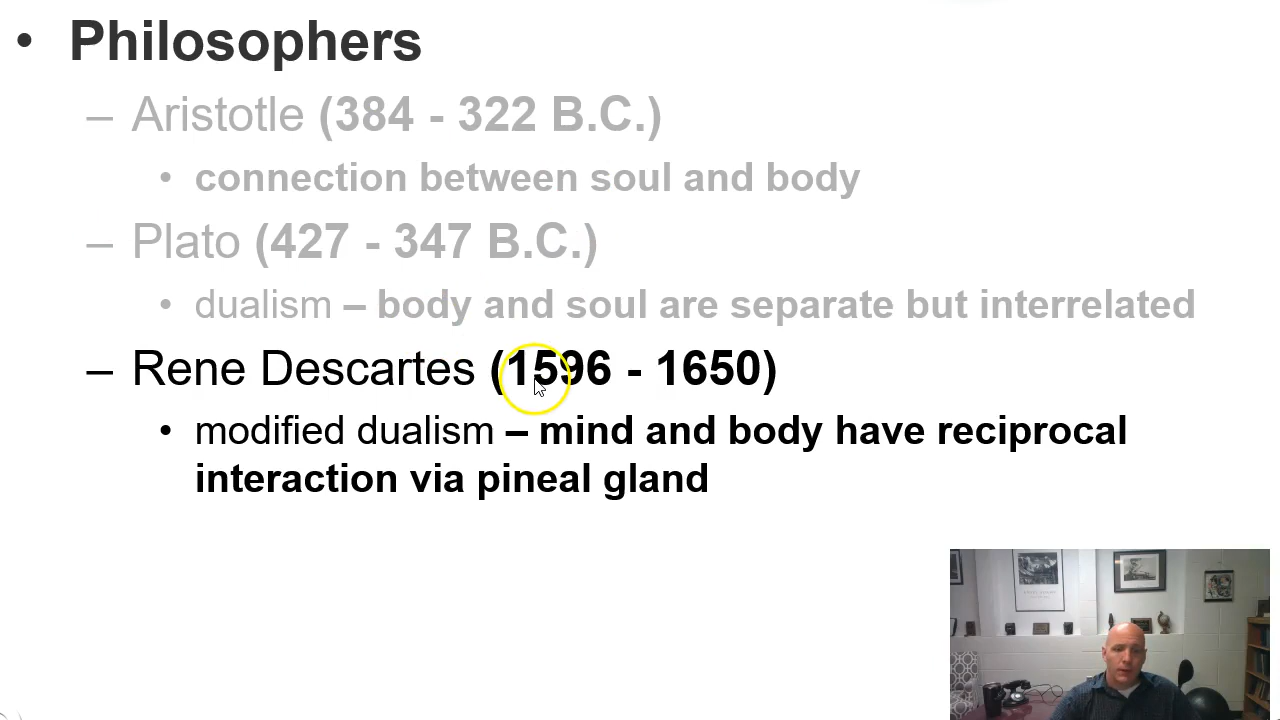 • Philosophers
– Aristotle (384 - 322 B.C.)
• connection between soul and body
– Plato (427 - 347 B.C.)
• dualism – body and soul are separate but interrelated
– Rene Descartes (1596 - 1650)
• modified dualism – mind and body have reciprocal
interaction via pineal gland